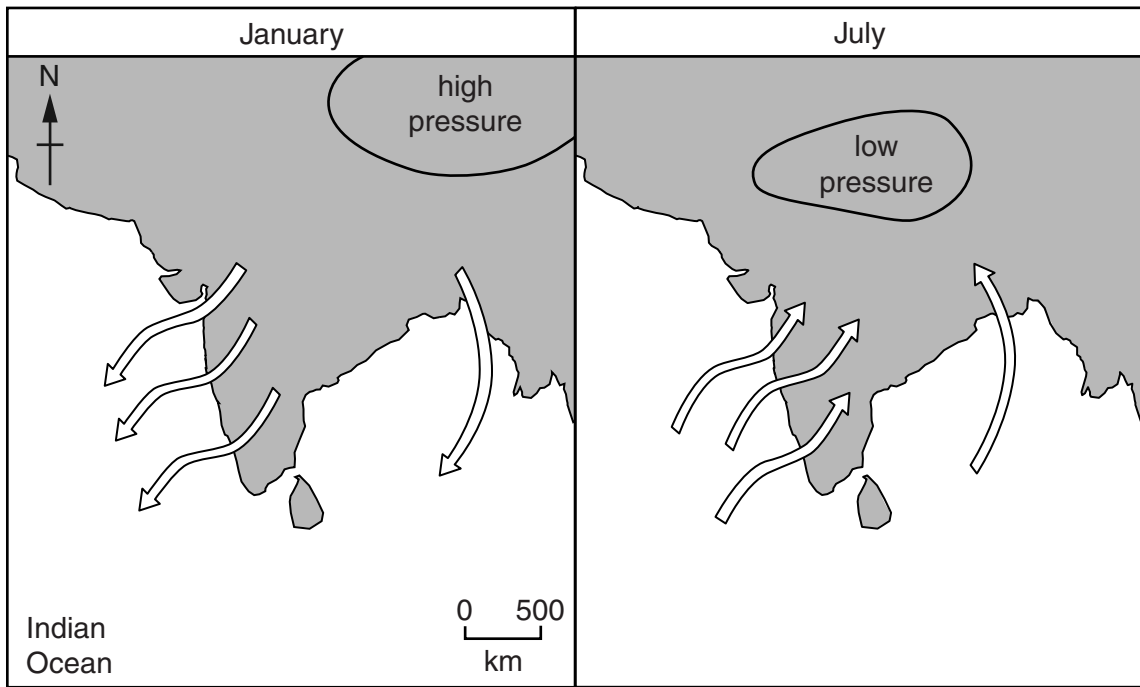 January
July
N
high
pressure
low
pressure
0 500
km
Indian
Ocean